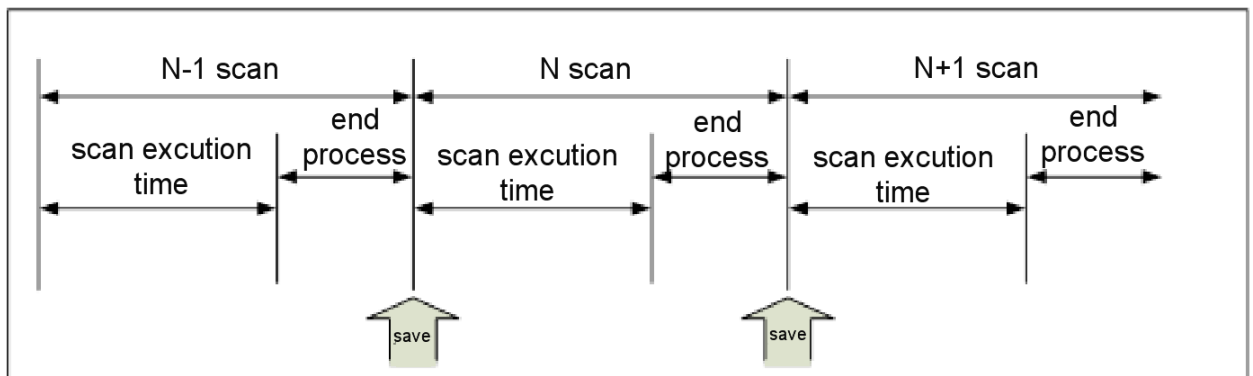 N-1 scan
N scan
N+1 scan
end
process
scan excution
time
end
process
scan excution
time
end
process
scan excution
time
save
save